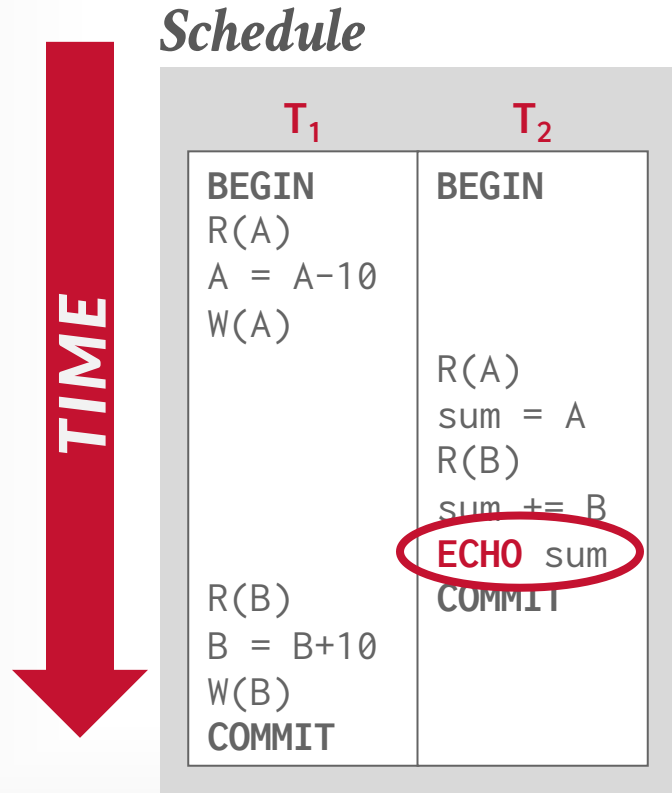 Schedule
TIME
T₁ T₂
BEGIN BEGIN
R(A)
A = A-10
W(A)
R(A)
sum = A
R(B)
sum += B
ECHO sum
R(B) COMMIT
B = B+10
W(B)
COMMIT